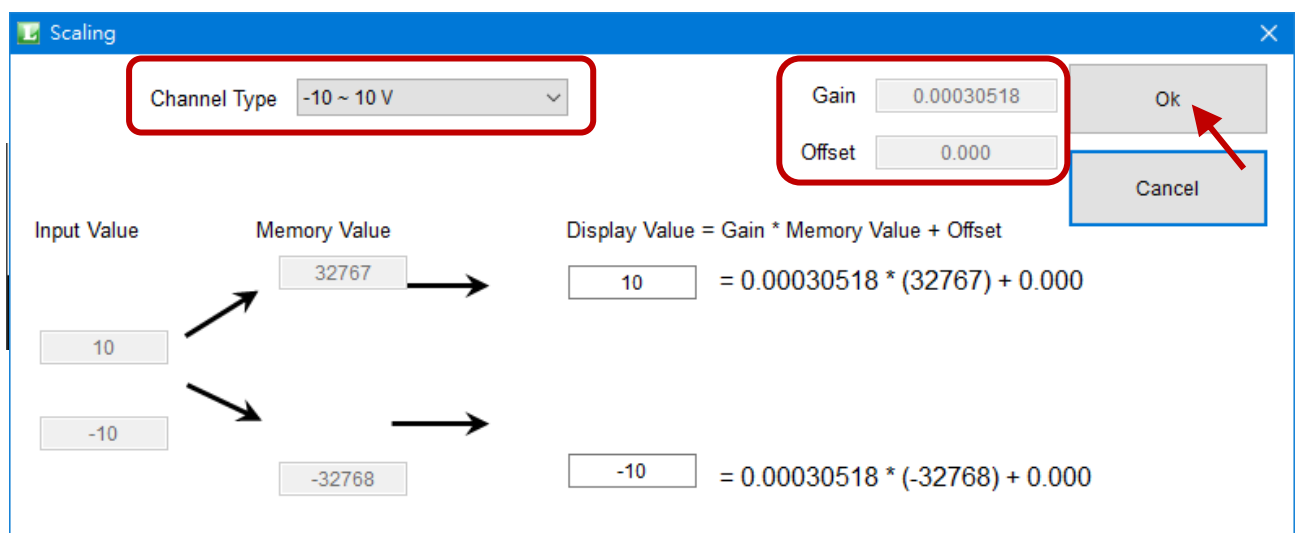 Scaling
Channel Type -10 ~ 10 V
Gain 0.00030518
Ok
Offset 0.000
Cancel
Input Value Memory Value Display Value = Gain * Memory Value + Offset
32767 10 = 0.00030518 * (32767) + 0.000
10
-10
-32768 -10 = 0.00030518 * (-32768) + 0.000